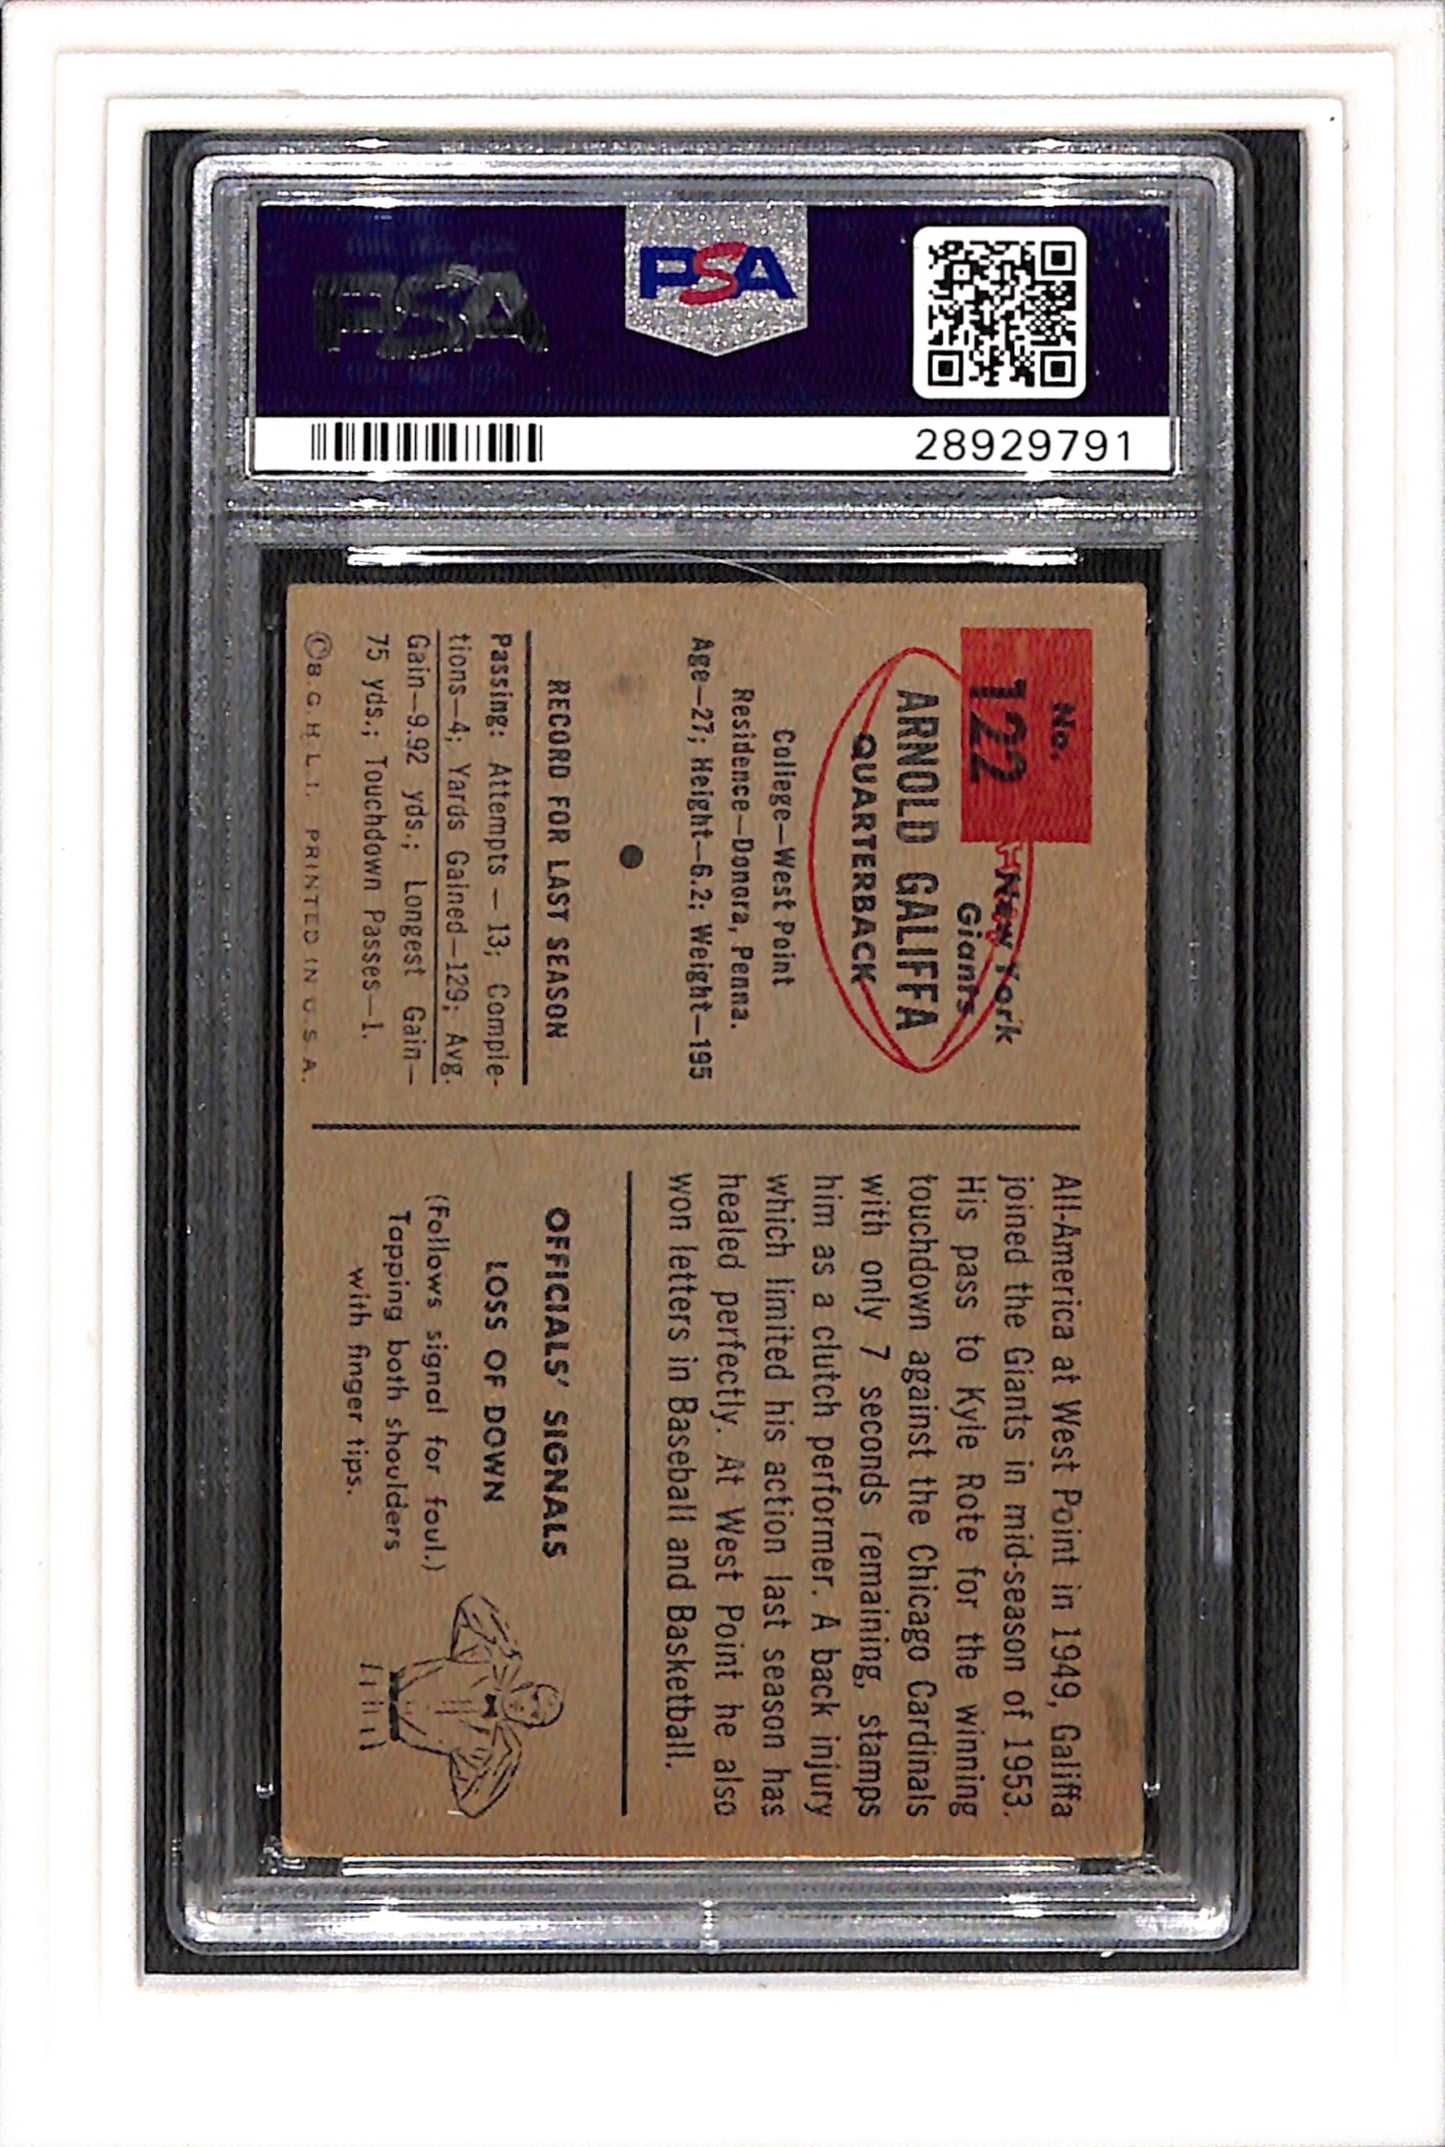 PSA
PSA
28929791
No.
122
New York
Giants
ARNOLD GALIFFA
QUARTERBACK
College—West Point
Residence—Donora, Penna.
Age—27; Height—6.2; Weight—195
RECORD FOR LAST SEASON
Passing: Attempts — 13; Comple-
tions—4; Yards Gained—129; Avg.
Gain—9.92 yds.; Longest Gain—
75 yds.; Touchdown Passes—1.
©B.G.H.L.I. PRINTED IN U.S.A.
All-America at West Point in 1949, Galiffa
joined the Giants in mid-season of 1953.
His pass to Kyle Rote for the winning
touchdown against the Chicago Cardinals
with only 7 seconds remaining, stamps
him as a clutch performer. A back injury
which limited his action last season has
healed perfectly. At West Point he also
won letters in Baseball and Basketball.
OFFICIALS' SIGNALS
LOSS OF DOWN
(Follows signal for foul.)
Tapping both shoulders
with finger tips.